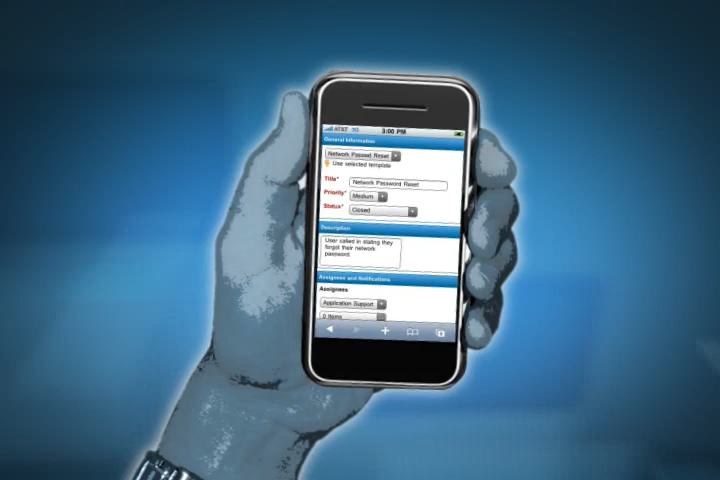 AT&T 3G 3:00 PM
General Information
Network Passwd Reset
Use selected template
Title* Network Password Reset
Priority* Medium
Status* Closed
Description
User called in stating they
forgot their network
password.
Assignees and Notifications
Assignees
Application Support
0 Items